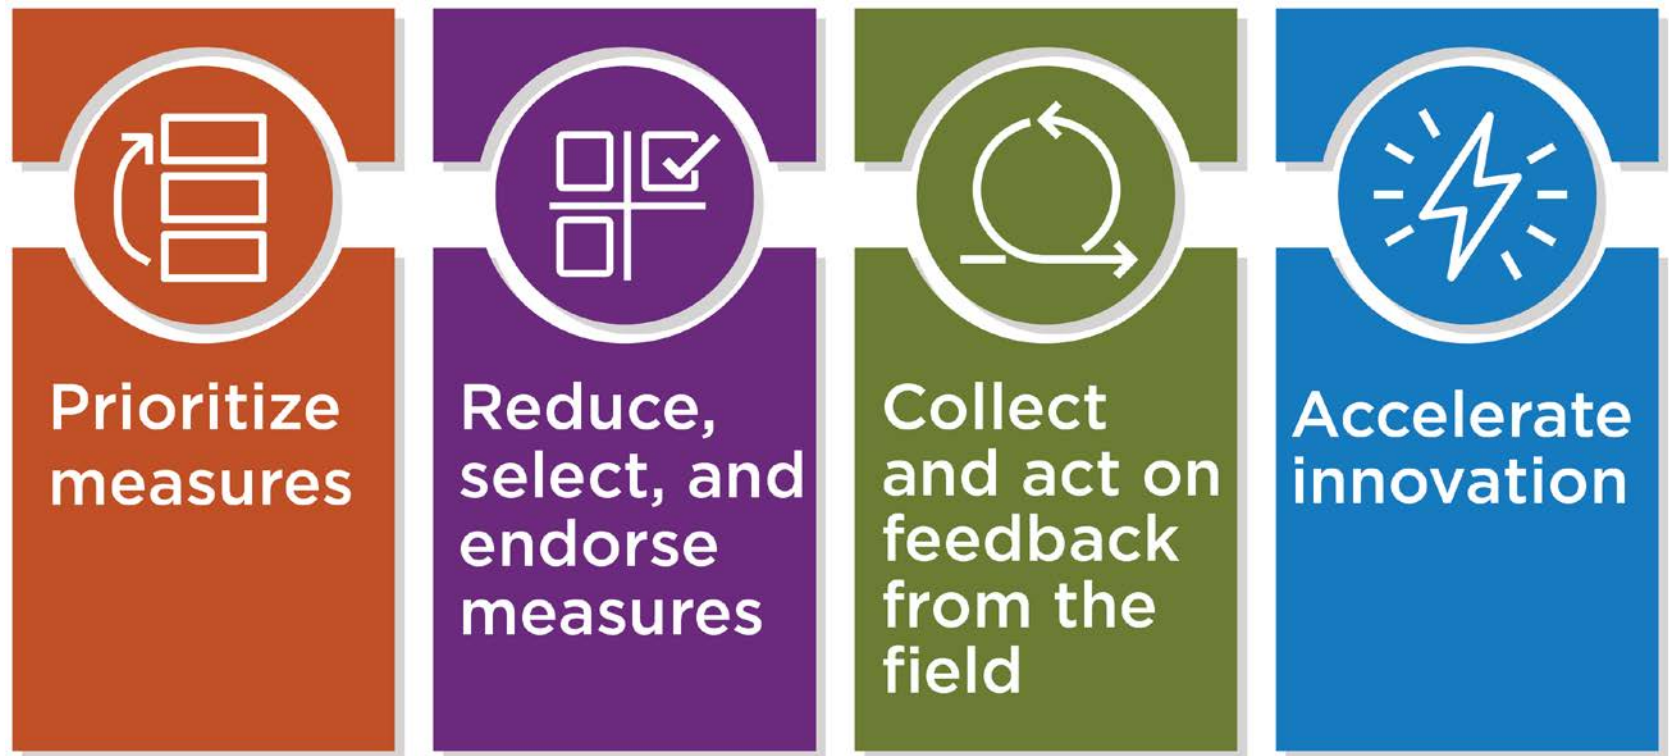 Prioritize
measures
Reduce,
select, and
endorse
measures
Collect
and act on
feedback
from the
field
Accelerate
innovation